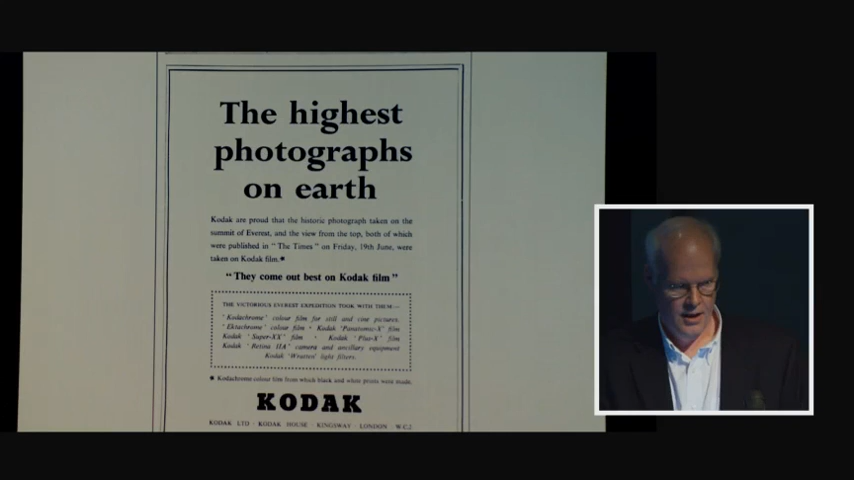 The highest
photographs
on earth
Kodak are proud that the historic photograph taken on the
summit of Everest, and the view from the top, both of which
were published in "The Times" on Friday, 19th June, were
taken on Kodak film.*
"They come out best on Kodak film"
THE VICTORIOUS EVEREST EXPEDITION TOOK WITH THEM:—
'Kodachrome' colour film for still and cine pictures.
'Ektachrome' colour film • Kodak 'Panatomic-X' film
Kodak 'Super-XX' film • Kodak 'Plus-X' film
Kodak 'Retina IIA' camera and ancillary equipment
Kodak 'Wratten' light filters.
* Kodachrome colour film from which black and white prints were made.
KODAK
KODAK LTD · KODAK HOUSE · KINGSWAY · LONDON · W.C.2